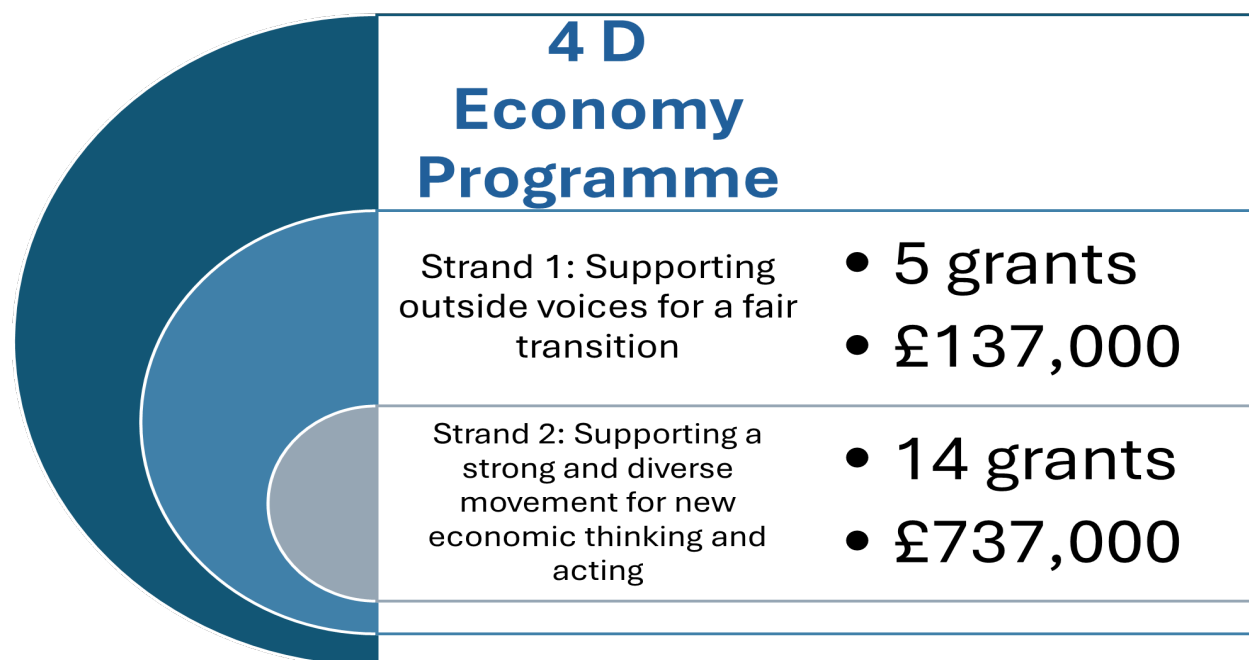 4 D
Economy
Programme
Strand 1: Supporting
outside voices for a fair
transition
• 5 grants
• £137,000
Strand 2: Supporting a
strong and diverse
movement for new
economic thinking and
acting
• 14 grants
• £737,000